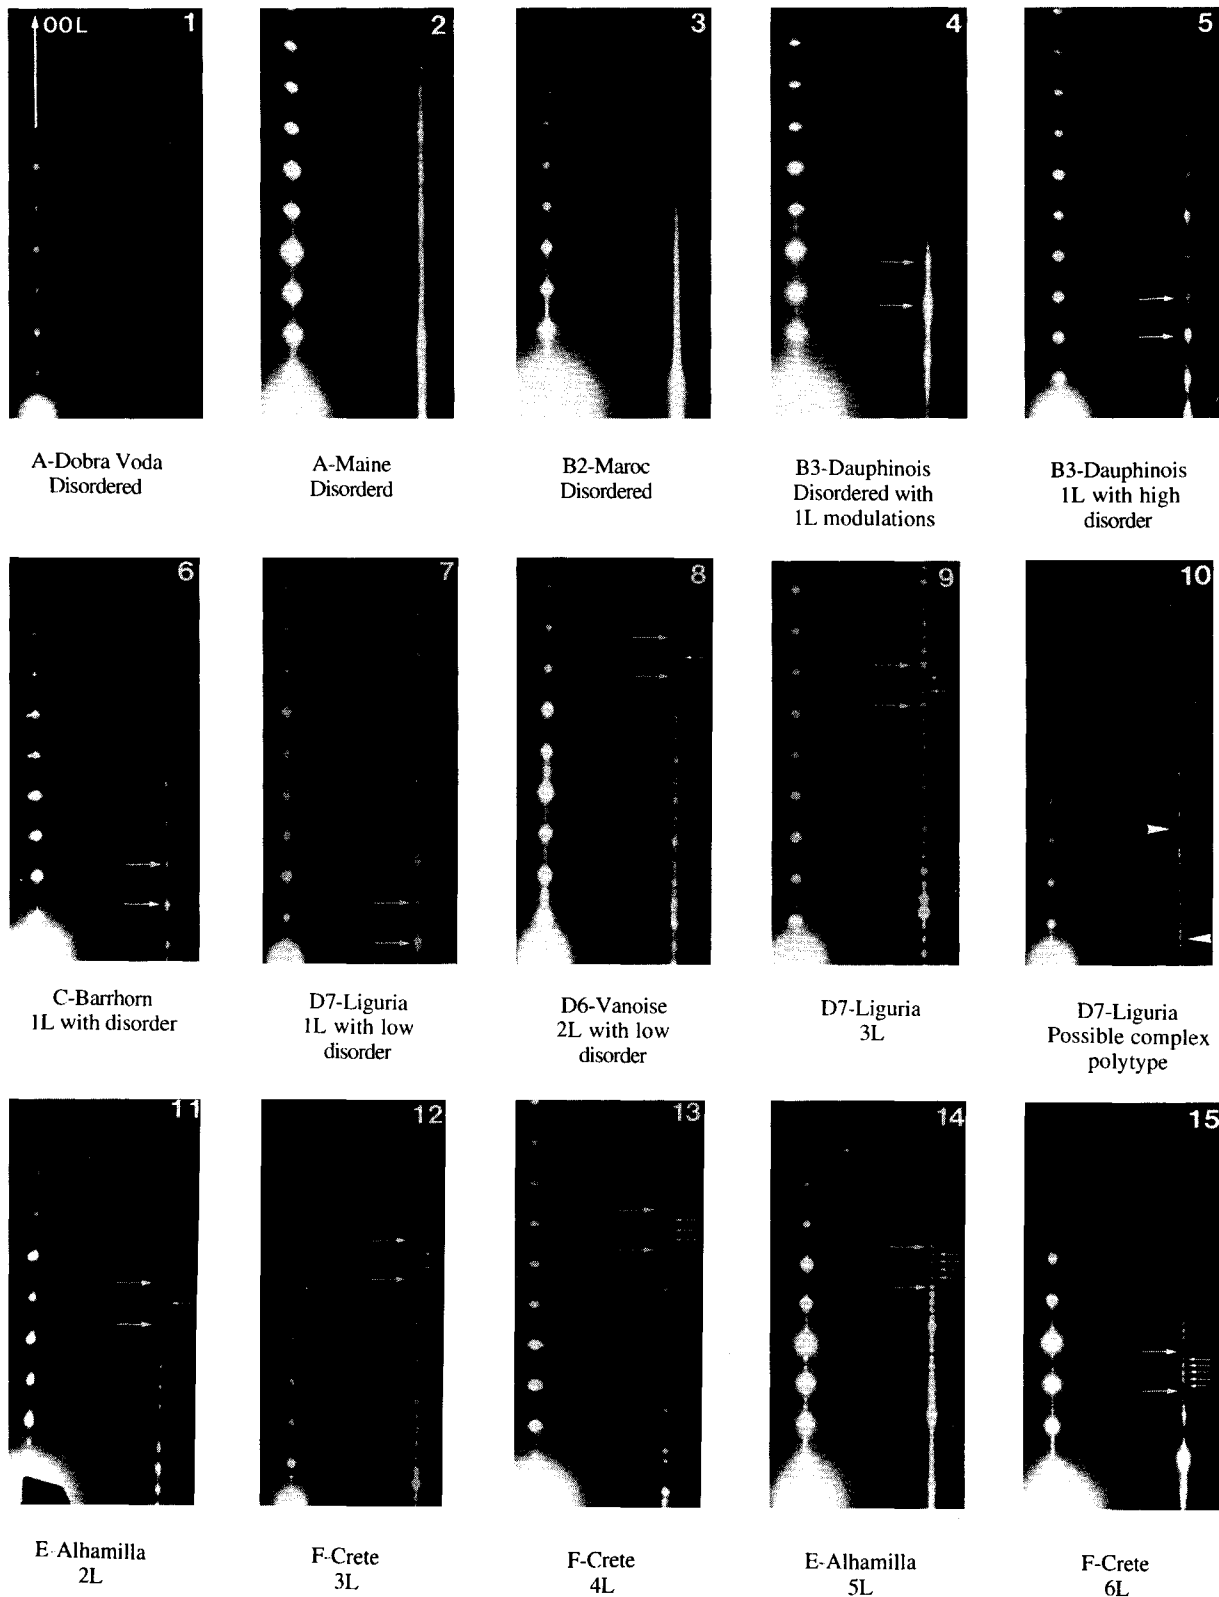 OOL 1
2
3
4
5
A-Dobra Voda
Disordered
A-Maine
Disorderd
B2-Maroc
Disordered
B3-Dauphinois
Disordered with
1L modulations
B3-Dauphinois
1L with high
disorder
6
7
8
9
10
C-Barrhorn
1L with disorder
D7-Liguria
1L with low
disorder
D6-Vanoise
2L with low
disorder
D7-Liguria
3L
D7-Liguria
Possible complex
polytype
11
12
13
14
15
E-Alhamilla
2L
F-Crete
3L
F-Crete
4L
E-Alhamilla
5L
F-Crete
6L